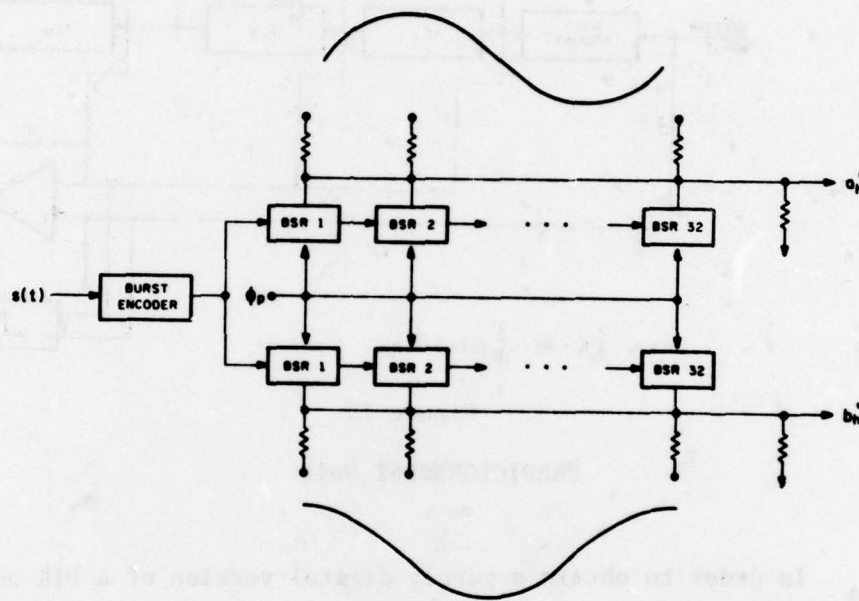 BSR 1
BSR 2
. . .
BSR 32
s(t)
BURST
ENCODER
ϕp
BSR 1
BSR 2
. . .
BSR 32